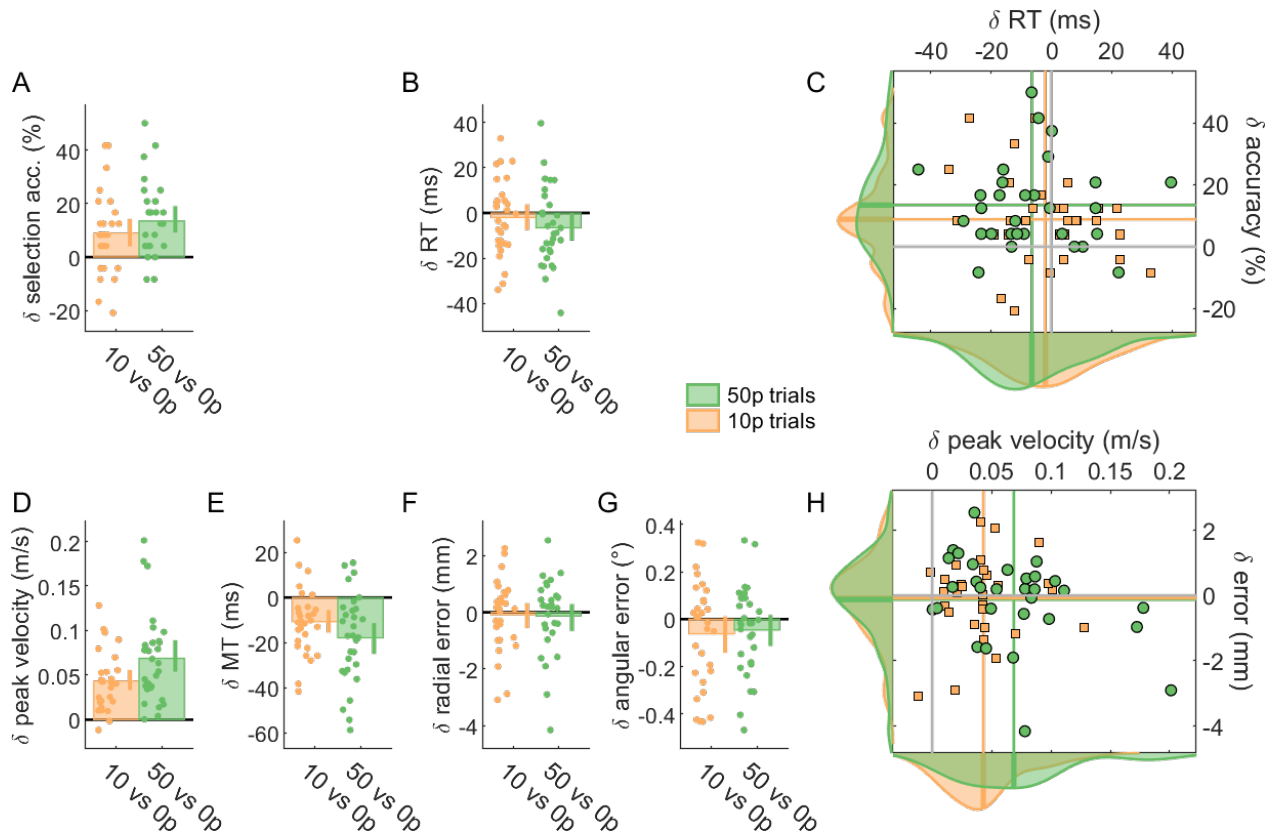 A
δ selection acc. (%)
40
20
0
-20
10 vs 0p
50 vs 0p
B
δ RT (ms)
40
20
0
-20
-40
10 vs 0p
50 vs 0p
C
δ RT (ms)
-40 -20 0 20 40
δ accuracy (%)
40
20
0
-20
50p trials
10p trials
D
δ peak velocity (m/s)
0.2
0.15
0.1
0.05
0
10 vs 0p
50 vs 0p
E
δ MT (ms)
20
0
-20
-40
-60
10 vs 0p
50 vs 0p
F
δ radial error (mm)
2
0
-2
-4
10 vs 0p
50 vs 0p
G
δ angular error (°)
0.4
0.2
0
-0.2
-0.4
10 vs 0p
50 vs 0p
H
δ peak velocity (m/s)
0 0.05 0.1 0.15 0.2
δ error (mm)
2
0
-2
-4